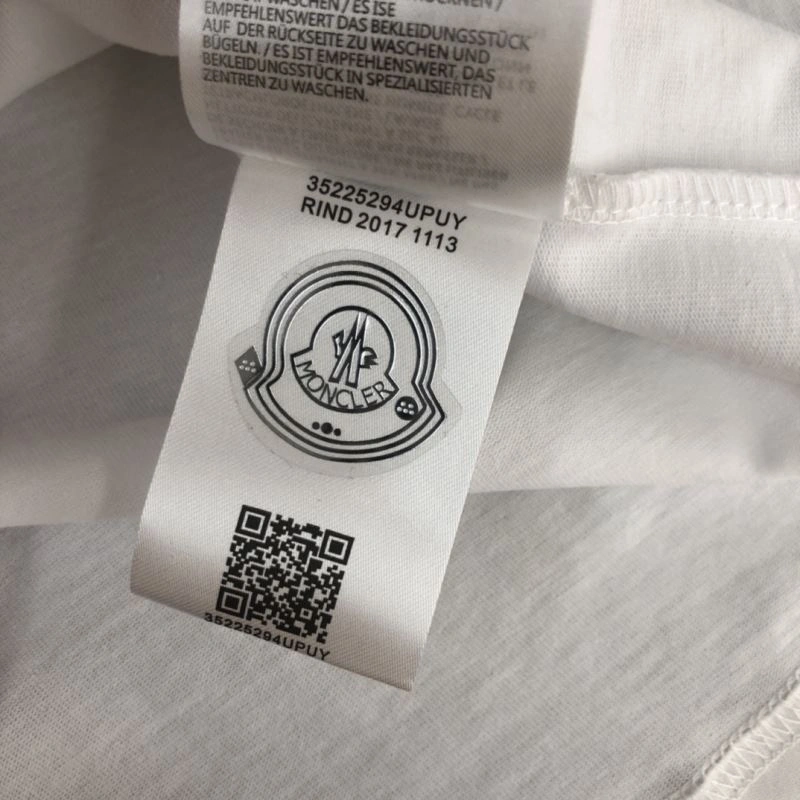 WASCHEN / ES ISE
EMPFEHLENSWERT DAS BEKLEIDUNGSSTÜCK
AUF DER RÜCKSEITE ZU WASCHEN UND
BÜGELN. / ES IST EMPFEHLENSWERT, DAS
BEKLEIDUNGSSTÜCK IN SPEZIALISIERTEN
ZENTREN ZU WASCHEN.
35225294UPUY
RIND 2017 1113
MONCLER
35225294UPUY